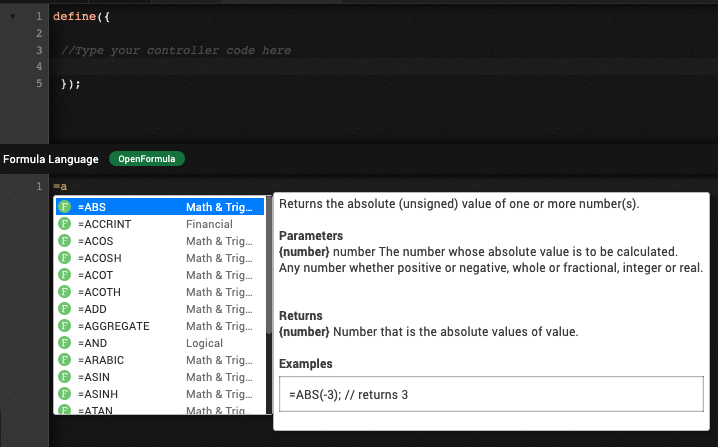 1 define({
2
3 //Type your controller code here
4
5 });
Formula Language OpenFormula
1 =a
F =ABS Math & Trig...
F =ACCRINT Financial
F =ACOS Math & Trig...
F =ACOSH Math & Trig...
F =ACOT Math & Trig...
F =ACOTH Math & Trig...
F =ADD Math & Trig...
F =AGGREGATE Math & Trig...
F =AND Logical
F =ARABIC Math & Trig...
F =ASIN Math & Trig...
F =ASINH Math & Trig...
F =ATAN Math & Trig...
Returns the absolute (unsigned) value of one or more number(s).
Parameters
{number} number The number whose absolute value is to be calculated.
Any number whether positive or negative, whole or fractional, integer or real.
Returns
{number} Number that is the absolute values of value.
Examples
=ABS(-3); // returns 3